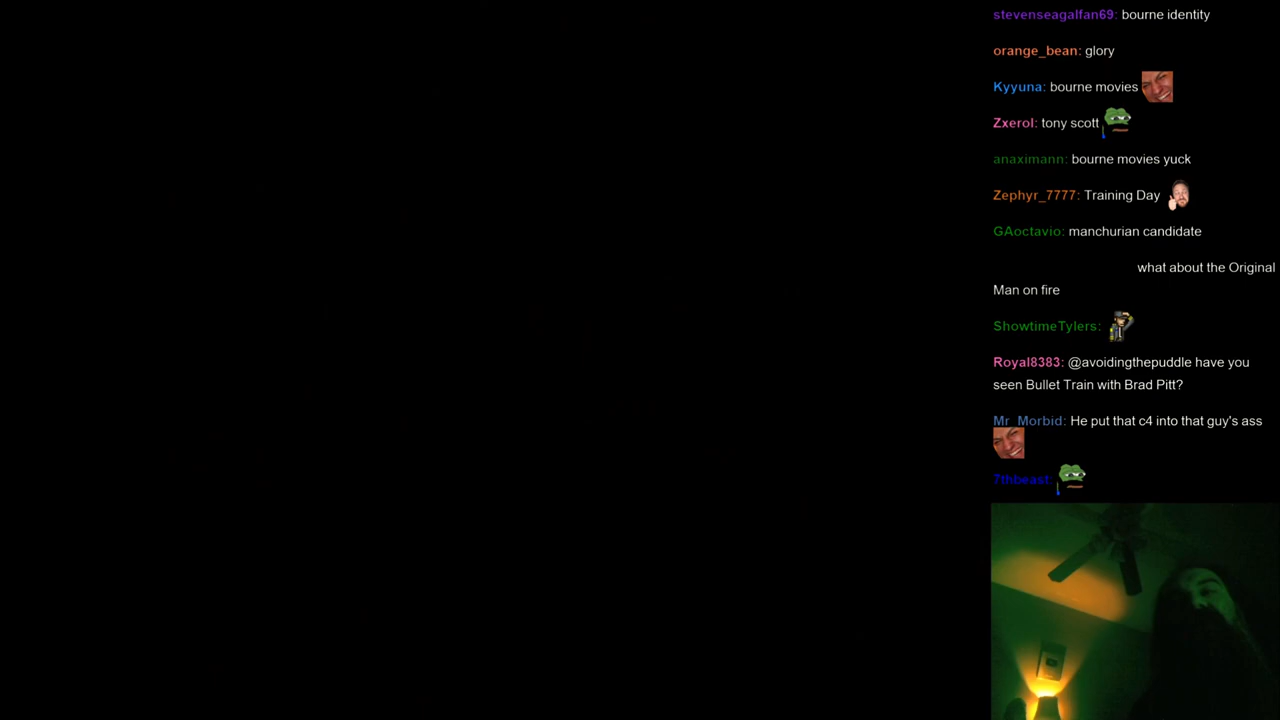 stevenseagalfan69: bourne identity
orange_bean: glory
Kyyuna: bourne movies
Zxerol: tony scott
anaximann: bourne movies yuck
Zephyr_7777: Training Day
GAoctavio: manchurian candidate
what about the Original
Man on fire
ShowtimeTylers:
Royal8383: @avoidingthepuddle have you
seen Bullet Train with Brad Pitt?
Mr_Morbid: He put that c4 into that guy's ass
7thbeast: